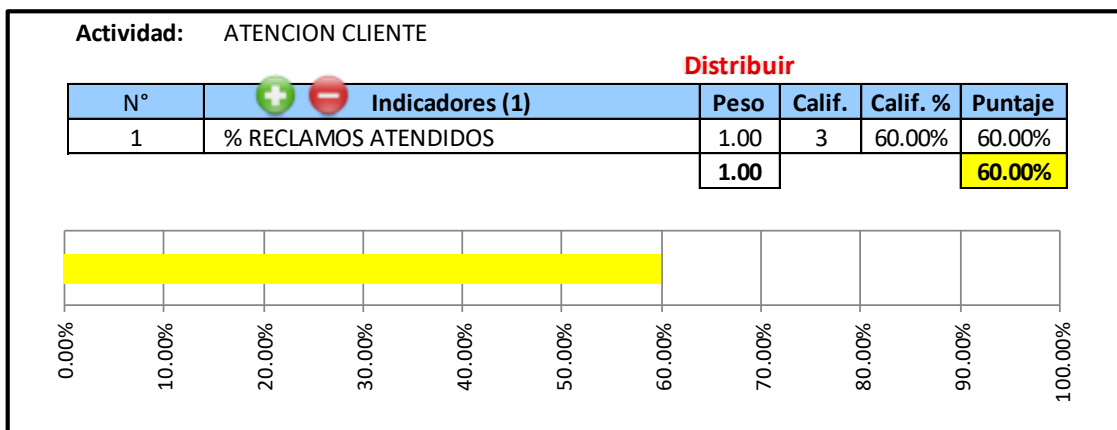 Actividad: ATENCION CLIENTE
Distribuir
N° Indicadores (1) Peso Calif. Calif. % Puntaje
1 % RECLAMOS ATENDIDOS 1.00 3 60.00% 60.00%
1.00 60.00%
0.00% 10.00% 20.00% 30.00% 40.00% 50.00% 60.00% 70.00% 80.00% 90.00% 100.00%